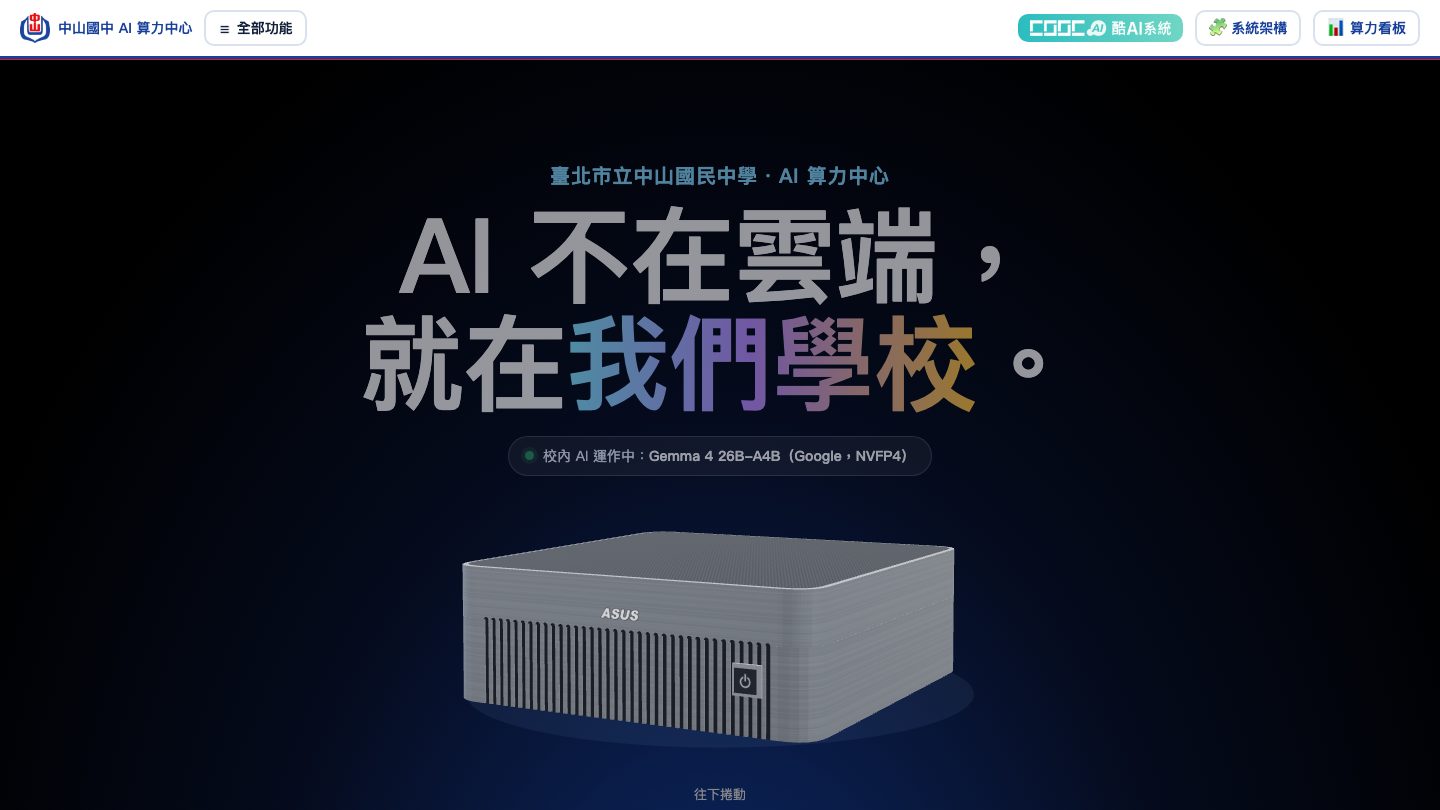 中山國中 AI 算力中心
≡ 全部功能
COOC AI 酷AI系統
系統架構
算力看板
臺北市立中山國民中學 · AI 算力中心
AI 不在雲端，
就在我們學校。
校內 AI 運作中：Gemma 4 26B-A4B（Google，NVFP4）
ASUS
往下捲動